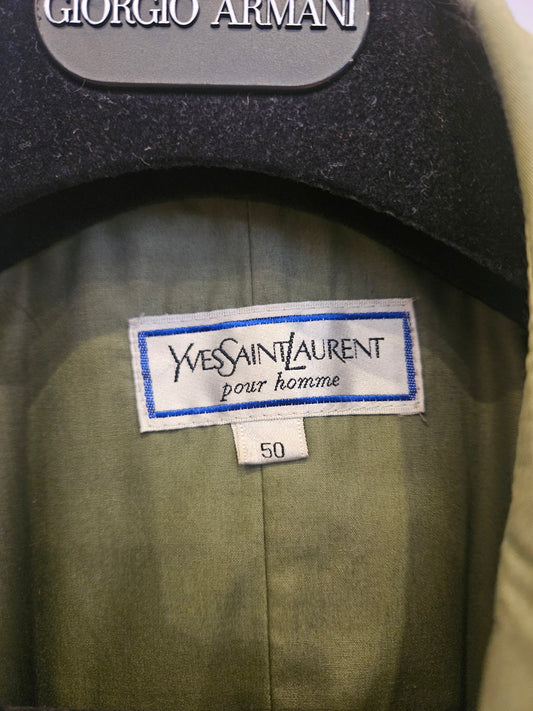 GIORGIO ARMANI
YVESSAINTLAURENT
pour homme
50